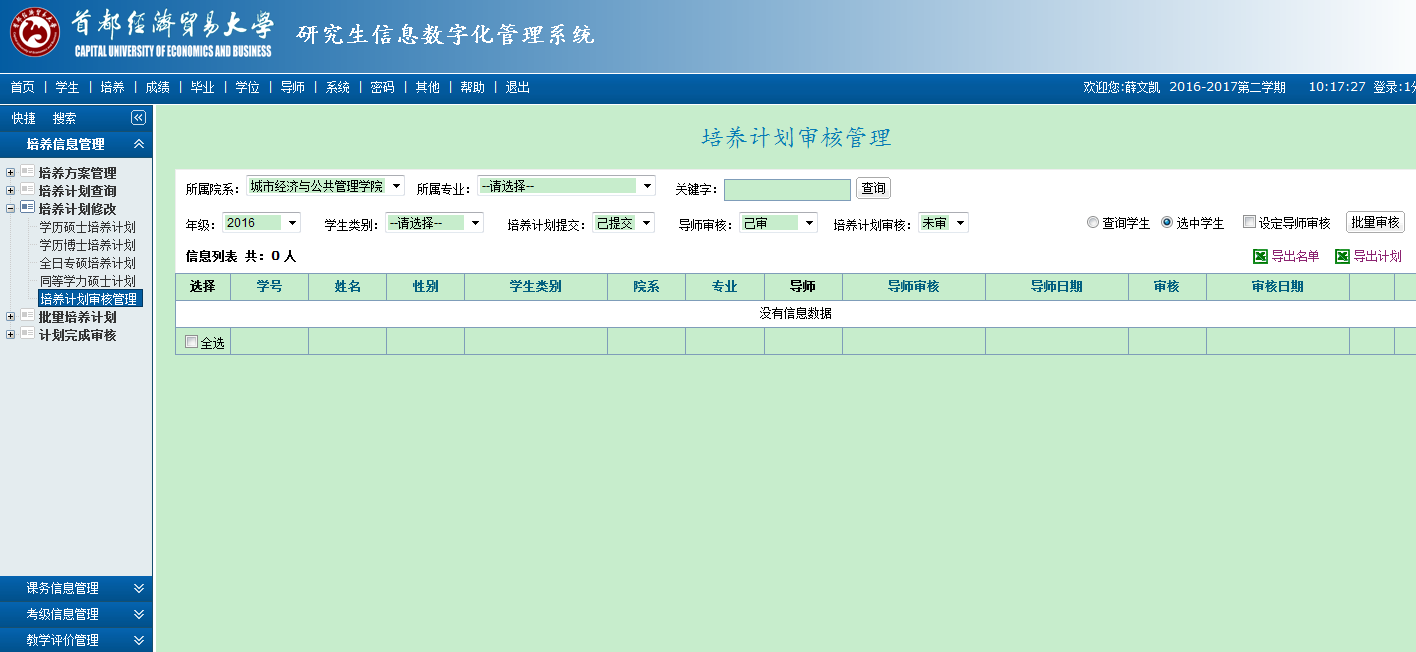 首都经济贸易大学 研究生信息数字化管理系统
CAPITAL UNIVERSITY OF ECONOMICS AND BUSINESS
首页 | 学生 | 培养 | 成绩 | 毕业 | 学位 | 导师 | 系统 | 密码 | 其他 | 帮助 | 退出 欢迎您:薛文凯 2016-2017第二学期 10:17:27 登录:1分
快捷 搜索
培养信息管理
培养方案管理
培养计划查询
培养计划修改
学历硕士培养计划
学历博士培养计划
全日专硕培养计划
同等学力硕士计划
培养计划审核管理
批量培养计划
计划完成审核
课务信息管理
考级信息管理
教学评价管理
培养计划审核管理
所属院系: 城市经济与公共管理学院 所属专业: --请选择-- 关键字: 查询
年级: 2016 学生类别: --请选择-- 培养计划提交: 已提交 导师审核: 已审 培养计划审核: 未审 查询学生 选中学生 设定导师审核 批量审核
信息列表 共: 0 人 导出名单 导出计划
选择 学号 姓名 性别 学生类别 院系 专业 导师 导师审核 导师日期 审核 审核日期
没有信息数据
全选